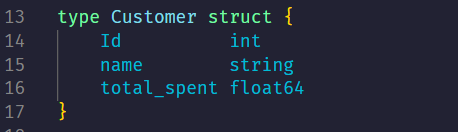 13 type Customer struct {
14     Id          int
15     name        string
16     total_spent float64
17 }